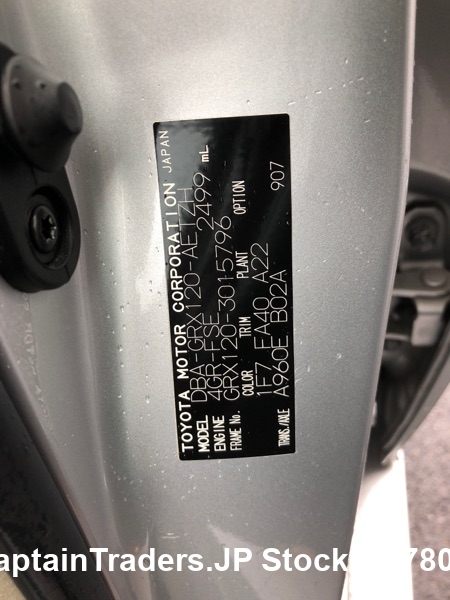 TOYOTA MOTOR CORPORATION JAPAN
MODEL DBA-GRX120-AETZH
ENGINE 4GR-FSE 2499 mL
FRAME No. GRX120-3015796
COLOR TRIM PLANT OPTION
1F7 FA40 A22 907
TRANS./AXLE A960E B02A
aptainTraders.JP Stock 780